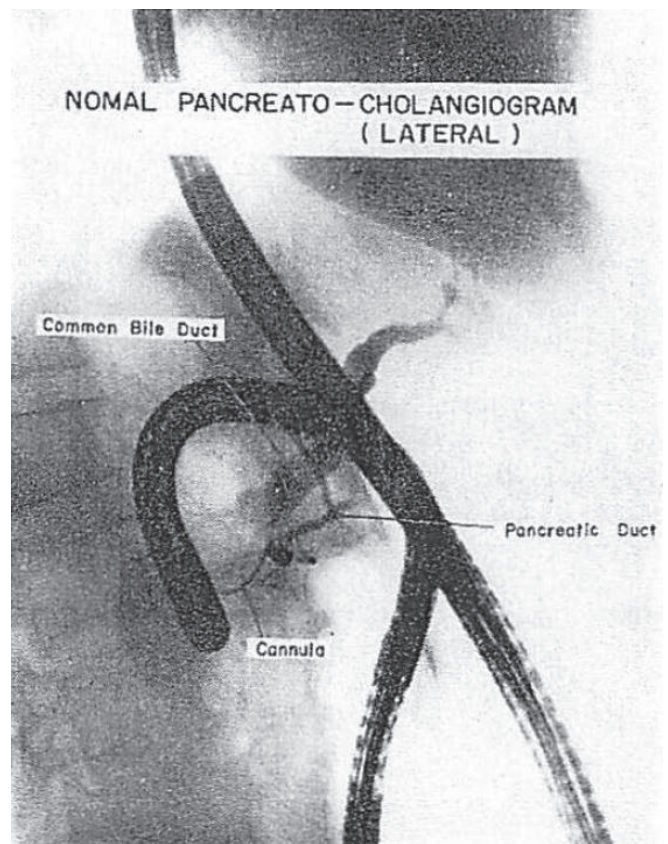 NOMAL PANCREATO-CHOLANGIOGRAM
( LATERAL )
Common Bile Duct
Pancreatic Duct
Cannula